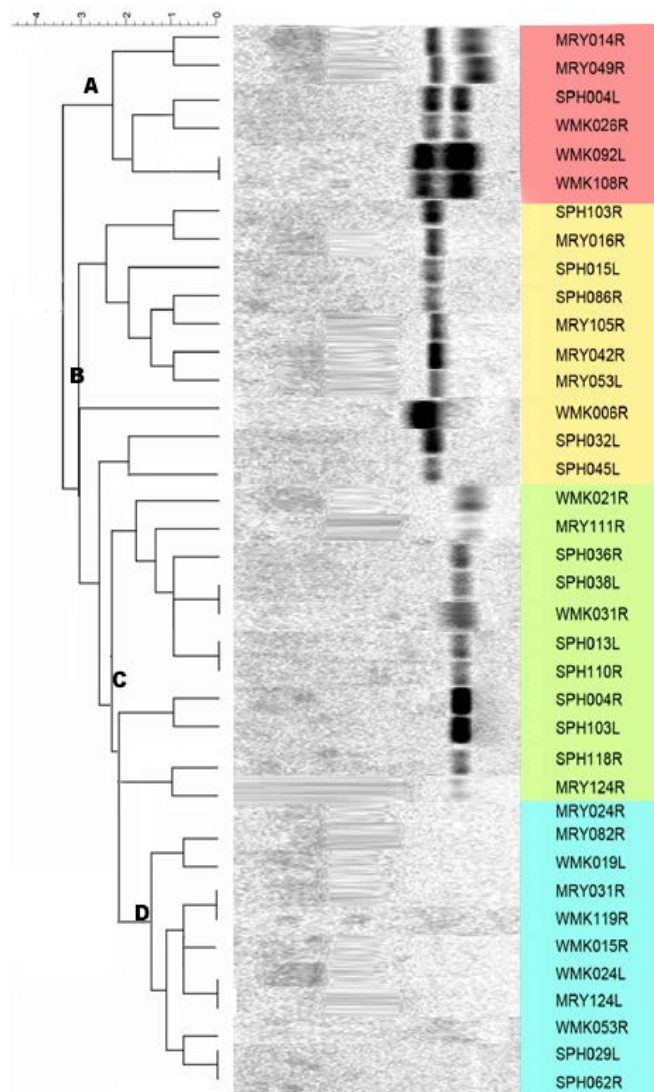 4 3 2 1 0
A
MRY014R
MRY049R
SPH004L
WMK026R
WMK092L
WMK108R
SPH103R
MRY016R
SPH015L
SPH086R
MRY105R
B
MRY042R
MRY053L
WMK006R
SPH032L
SPH045L
WMK021R
MRY111R
SPH036R
SPH038L
WMK031R
SPH013L
C
SPH110R
SPH004R
SPH103L
SPH118R
MRY124R
MRY024R
MRY082R
WMK019L
MRY031R
D
WMK119R
WMK015R
WMK024L
MRY124L
WMK053R
SPH029L
SPH062R